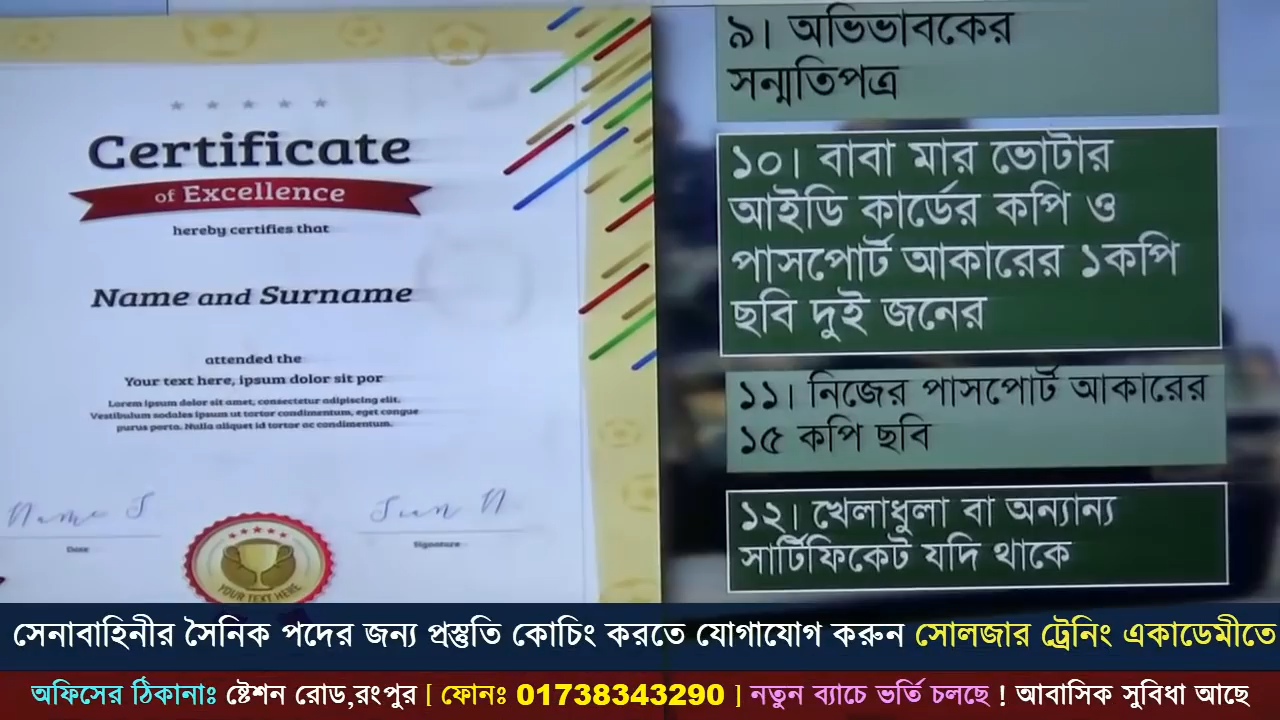 Certificate
of Excellence
hereby certifies that
Name and Surname
attended the
Your text here, ipsum dolor sit por
Lorem ipsum dolor sit amet, consectetur adipiscing elit.
Vestibulum sodales ipsum ut tortor condimentum, eget congue
purus porta. Nulla aliquet id tortor ac condimentum.
Name S
Date
Signature
YOUR TEXT HERE
৯। অভিভাবকের
সন্মতিপত্র
১০। বাবা মার ভোটার
আইডি কার্ডের কপি ও
পাসপোর্ট আকারের ১কপি
ছবি দুই জনের
১১। নিজের পাসপোর্ট আকারের
১৫ কপি ছবি
১২। খেলাধুলা বা অন্যান্য
সার্টিফিকেট যদি থাকে
সেনাবাহিনীর সৈনিক পদের জন্য প্রস্তুতি কোচিং করতে যোগাযোগ করুন সোলজার ট্রেনিং একাডেমীতে
অফিসের ঠিকানাঃ ষ্টেশন রোড,রংপুর [ ফোনঃ 01738343290 ] নতুন ব্যাচে ভর্তি চলছে ! আবাসিক সুবিধা আছে